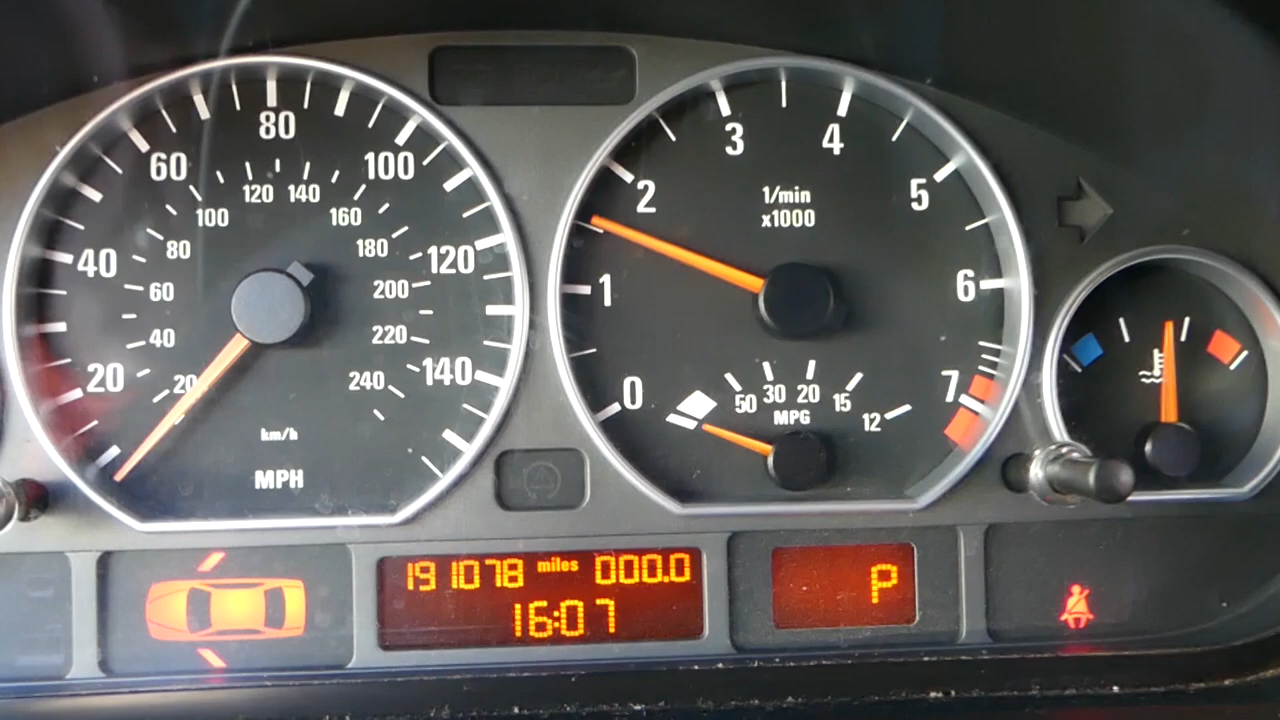 20 40 60 80 100 120 140
20 40 60 80 100 120 140 160 180 200 220 240
km/h
MPH
0 1 2 3 4 5 6 7
1/min
x1000
50 30 20 15 12
MPG
191078 miles 000.0
16:07
P